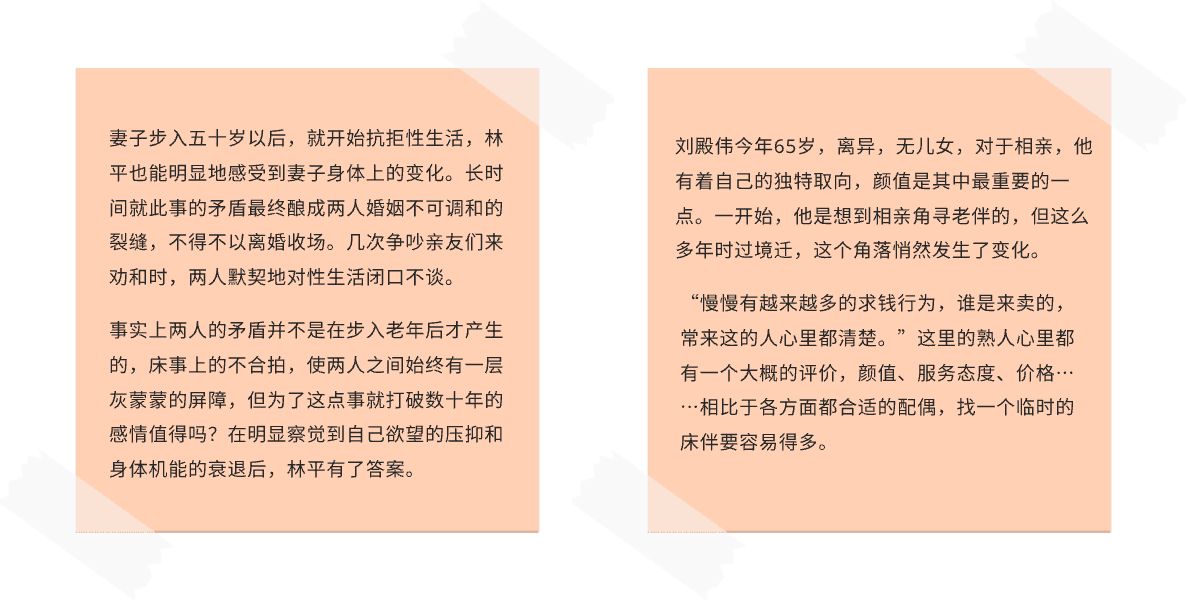 妻子步入五十岁以后，就开始抗拒性生活，林
平也能明显地感受到妻子身体上的变化。长时
间就此事的矛盾最终酿成两人婚姻不可调和的
裂缝，不得不以离婚收场。几次争吵亲友们来
劝和时，两人默契地对性生活闭口不谈。
事实上两人的矛盾并不是在步入老年后才产生
的，床事上的不合拍，使两人之间始终有一层
灰蒙蒙的屏障，但为了这点事就打破数十年的
感情值得吗？在明显察觉到自己欲望的压抑和
身体机能的衰退后，林平有了答案。
刘殿伟今年65岁，离异，无儿女，对于相亲，他
有着自己的独特取向，颜值是其中最重要的一
点。一开始，他是想到相亲角寻老伴的，但这么
多年时过境迁，这个角落悄然发生了变化。
“慢慢有越来越多的求钱行为，谁是来卖的，
常来这的人心里都清楚。”这里的熟人心里都
有一个大概的评价，颜值、服务态度、价格…
…相比于各方面都合适的配偶，找一个临时的
床伴要容易得多。